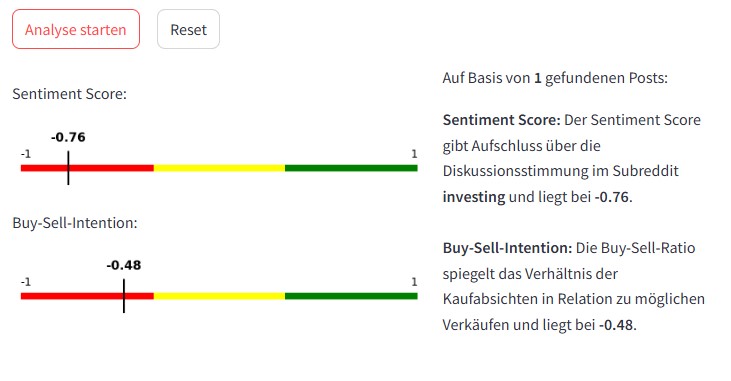 Analyse starten
Reset
Sentiment Score:
-0.76
-1
1
Buy-Sell-Intention:
-0.48
-1
1
Auf Basis von 1 gefundenen Posts:
Sentiment Score: Der Sentiment Score
gibt Aufschluss über die
Diskussionsstimmung im Subreddit
investing und liegt bei -0.76.
Buy-Sell-Intention: Die Buy-Sell-Ratio
spiegelt das Verhältnis der
Kaufabsichten in Relation zu möglichen
Verkäufen und liegt bei -0.48.